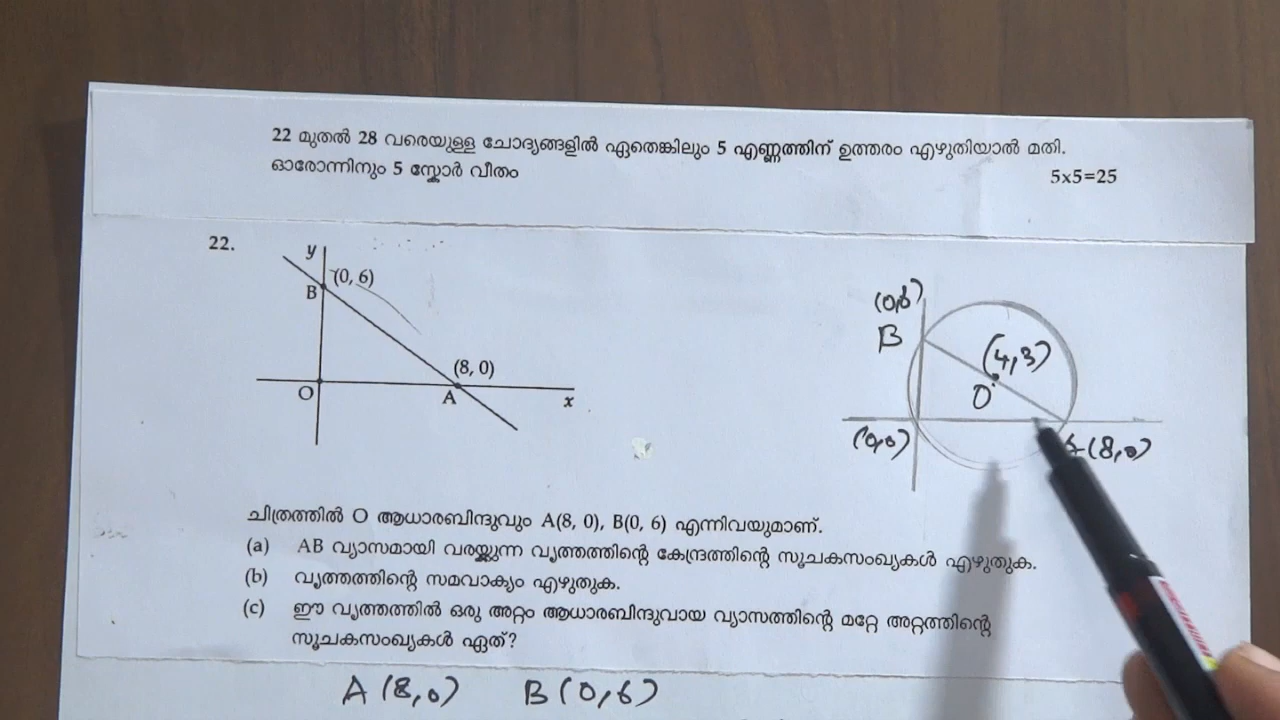 22 മുതൽ 28 വരെയുള്ള ചോദ്യങ്ങളിൽ ഏതെങ്കിലും 5 എണ്ണത്തിന് ഉത്തരം എഴുതിയാൽ മതി.
ഓരോന്നിനും 5 സ്കോർ വീതം
5x5=25
22.
y
(0, 6)
B
(8, 0)
O
A
x
(0,6)
B
(4,3)
O
(0,0)
A(8,0)
ചിത്രത്തിൽ O ആധാരബിന്ദുവും A(8, 0), B(0, 6) എന്നിവയുമാണ്.
(a) AB വ്യാസമായി വരയ്ക്കുന്ന വൃത്തത്തിന്റെ കേന്ദ്രത്തിന്റെ സൂചകസംഖ്യകൾ എഴുതുക.
(b) വൃത്തത്തിന്റെ സമവാക്യം എഴുതുക.
(c) ഈ വൃത്തത്തിൽ ഒരു അറ്റം ആധാരബിന്ദുവായ വ്യാസത്തിന്റെ മറ്റേ അറ്റത്തിന്റെ
സൂചകസംഖ്യകൾ ഏത്?
A (8,0) B (0,6)